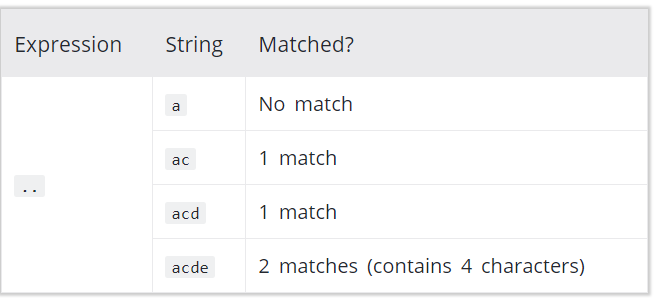 Expression String Matched?
a No match
ac 1 match
..
acd 1 match
acde 2 matches (contains 4 characters)